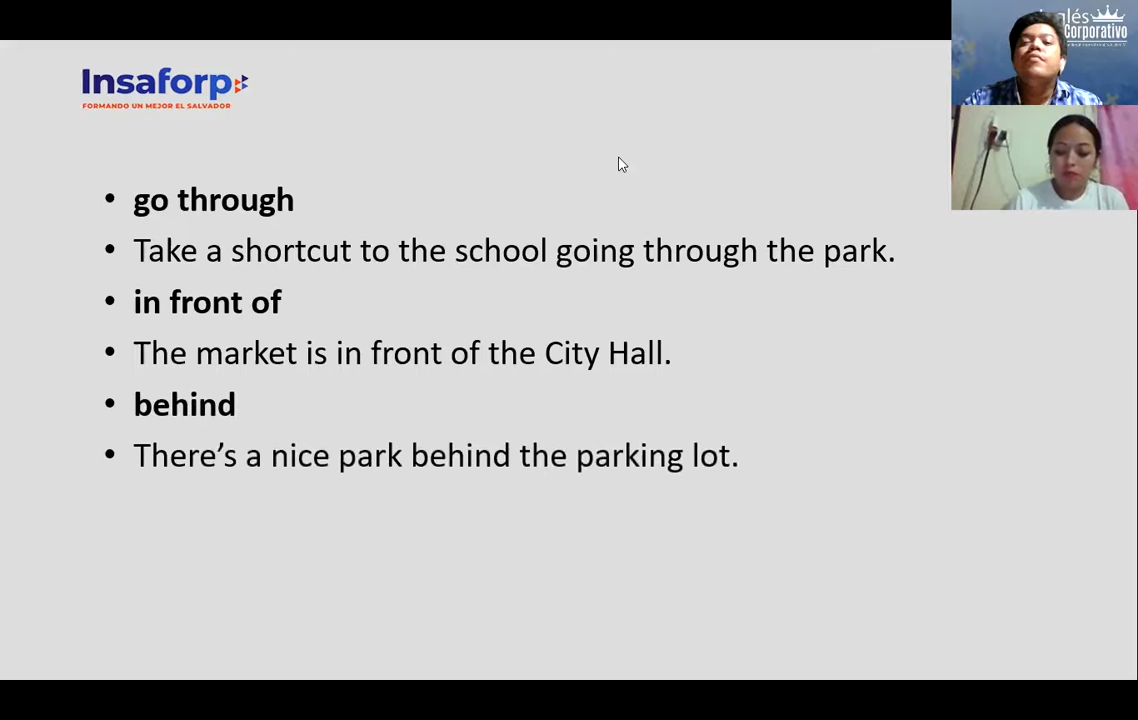 Insaforp
FORMANDO UN MEJOR EL SALVADOR
Corporativo
• go through
• Take a shortcut to the school going through the park.
• in front of
• The market is in front of the City Hall.
• behind
• There's a nice park behind the parking lot.